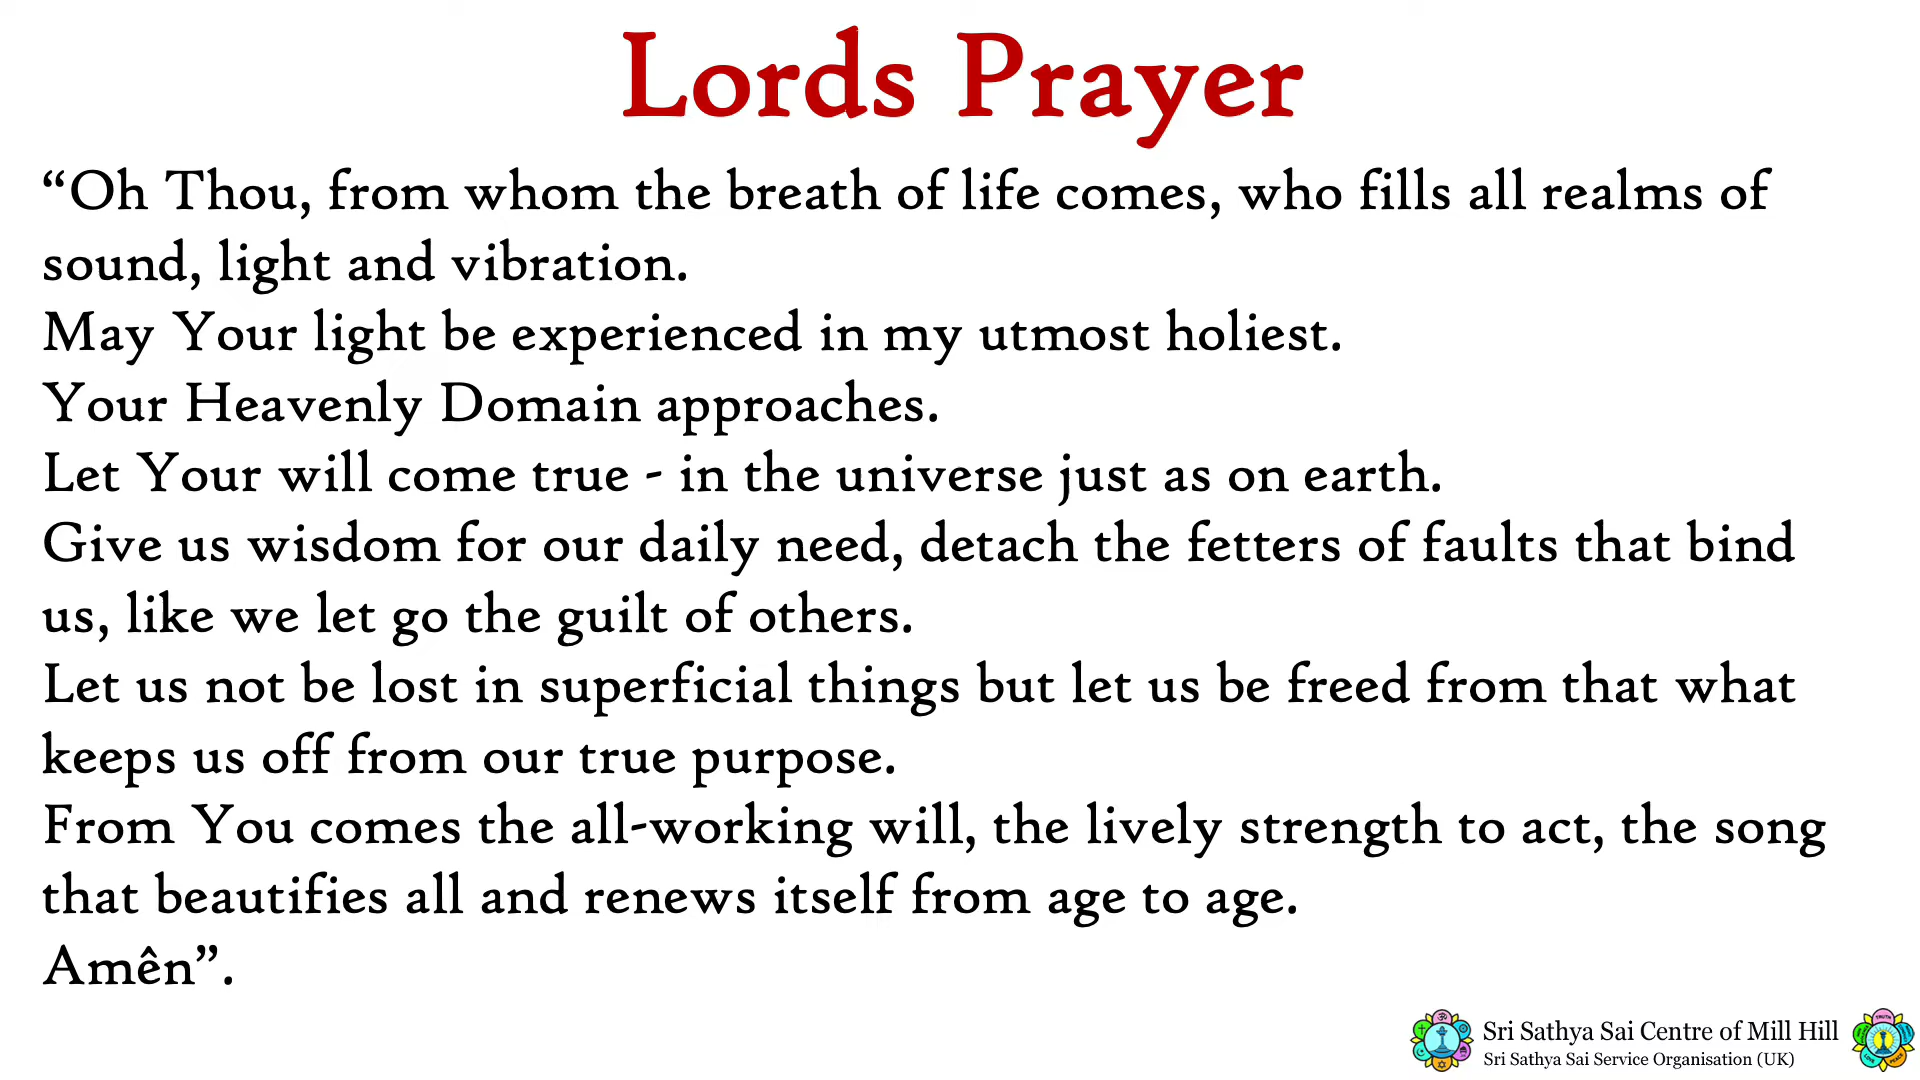 Lords Prayer
“Oh Thou, from whom the breath of life comes, who fills all realms of
sound, light and vibration.
May Your light be experienced in my utmost holiest.
Your Heavenly Domain approaches.
Let Your will come true - in the universe just as on earth.
Give us wisdom for our daily need, detach the fetters of faults that bind
us, like we let go the guilt of others.
Let us not be lost in superficial things but let us be freed from that what
keeps us off from our true purpose.
From You comes the all-working will, the lively strength to act, the song
that beautifies all and renews itself from age to age.
Amên”.
Sri Sathya Sai Centre of Mill Hill
Sri Sathya Sai Service Organisation (UK)